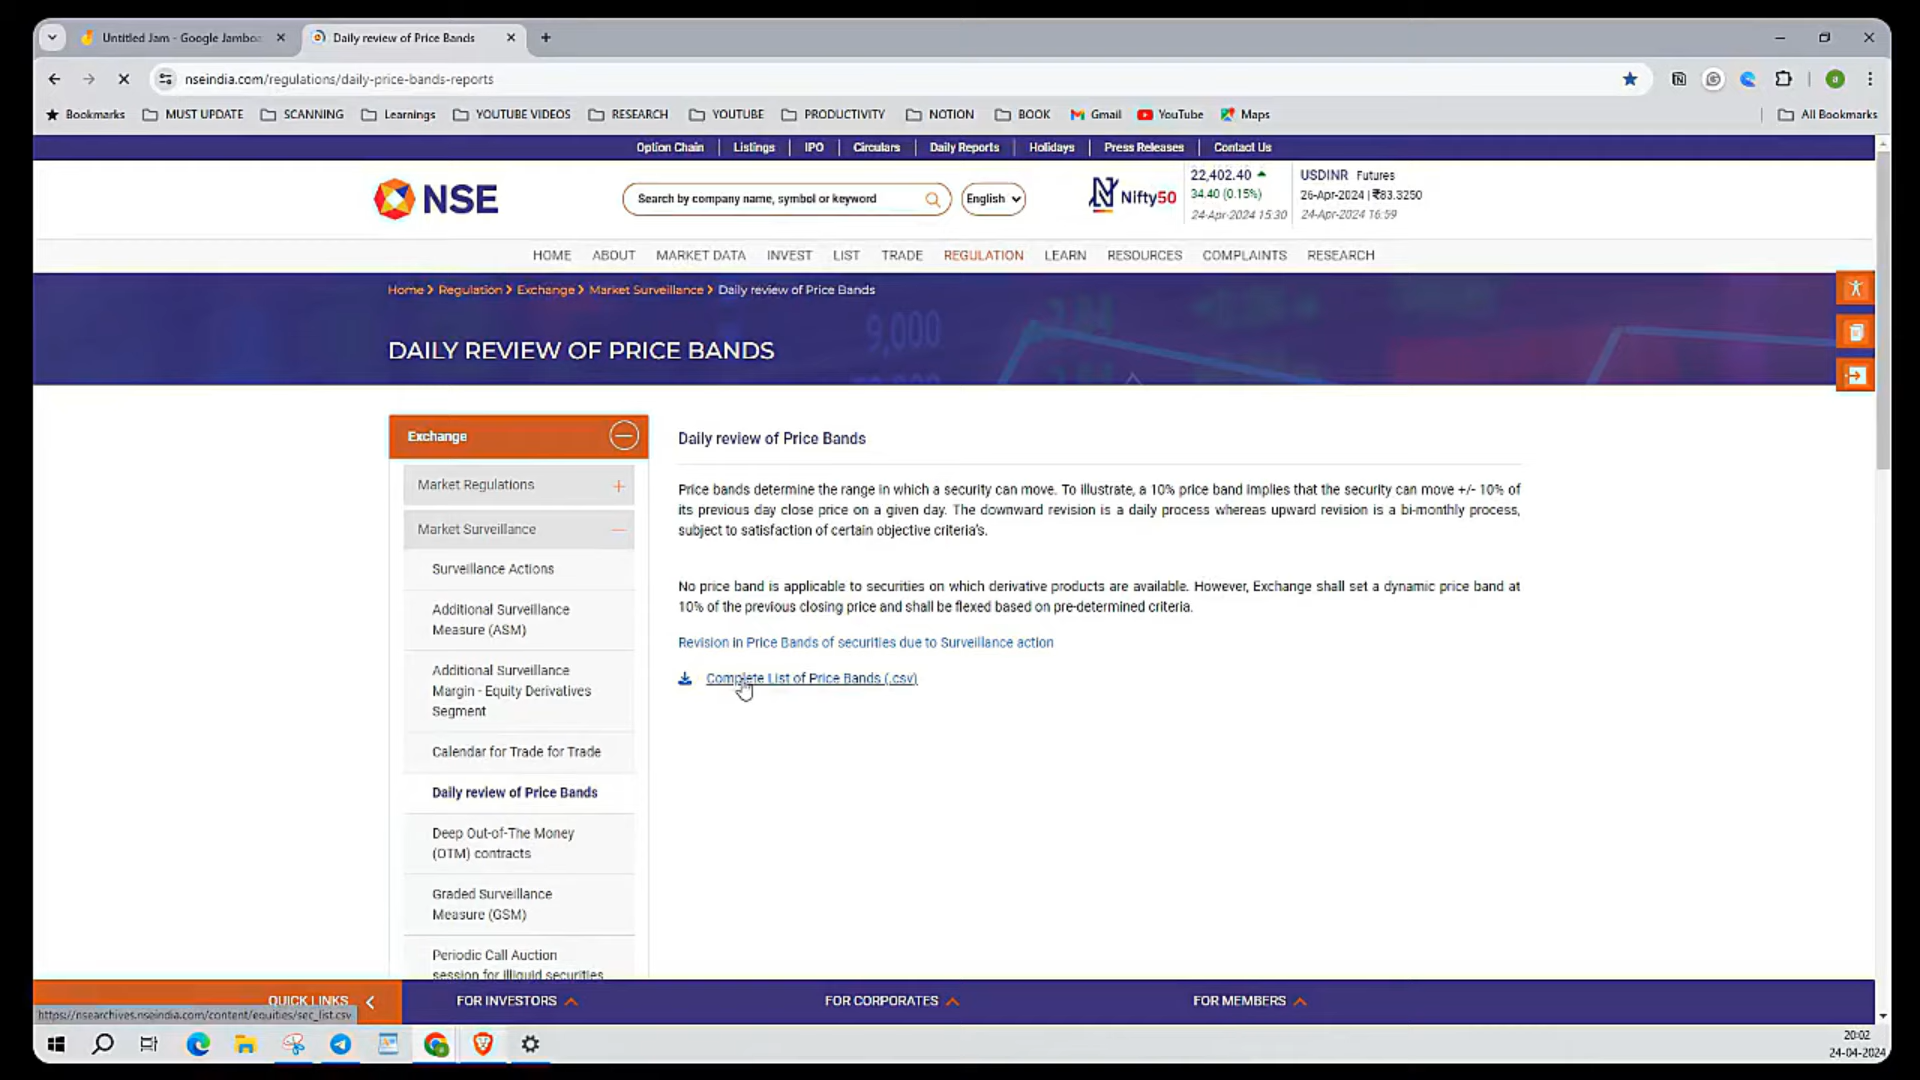 Untitled Jam - Google Jamboa
Daily review of Price Bands
nseindia.com/regulations/daily-price-bands-reports
Bookmarks MUST UPDATE SCANNING Learnings YOUTUBE VIDEOS RESEARCH YOUTUBE PRODUCTIVITY NOTION BOOK Gmail YouTube Maps All Bookmarks
Option Chain Listings IPO Circulars Daily Reports Holidays Press Releases Contact Us
NSE
Search by company name, symbol or keyword
English
Nifty50
22,402.40
34.40 (0.15%)
24-Apr-2024 15:30
USDINR Futures
26-Apr-2024 | ₹83.3250
24-Apr-2024 16:59
HOME ABOUT MARKET DATA INVEST LIST TRADE REGULATION LEARN RESOURCES COMPLAINTS RESEARCH
Home > Regulation > Exchange > Market Surveillance > Daily review of Price Bands
9,000
DAILY REVIEW OF PRICE BANDS
Exchange
Market Regulations
Market Surveillance
Surveillance Actions
Additional Surveillance
Measure (ASM)
Additional Surveillance
Margin - Equity Derivatives
Segment
Calendar for Trade for Trade
Daily review of Price Bands
Deep Out-of-The Money
(OTM) contracts
Graded Surveillance
Measure (GSM)
Periodic Call Auction
session for illiquid securities
Daily review of Price Bands
Price bands determine the range in which a security can move. To illustrate, a 10% price band implies that the security can move +/- 10% of
its previous day close price on a given day. The downward revision is a daily process whereas upward revision is a bi-monthly process,
subject to satisfaction of certain objective criteria's.
No price band is applicable to securities on which derivative products are available. However, Exchange shall set a dynamic price band at
10% of the previous closing price and shall be flexed based on pre-determined criteria.
Revision in Price Bands of securities due to Surveillance action
Complete List of Price Bands (.csv)
QUICK LINKS FOR INVESTORS FOR CORPORATES FOR MEMBERS
https://nsearchives.nseindia.com/content/equities/sec_list.csv
20:02
24-04-2024